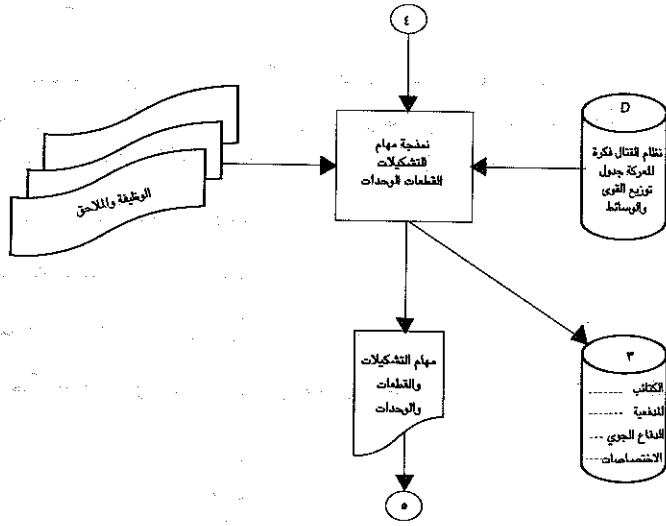 ٤
نمذجة مهام
التشكيلات
القطعات الوحدات
D
نظام القتال فكرة
المعركة جدول
توزيع القوى
والوسائط
الوظيفة والملاحق
مهام التشكيلات
والقطعات
والوحدات
٣
الكتائب
المدفعية
الدفاع الجوي
الاختصاصات
٥